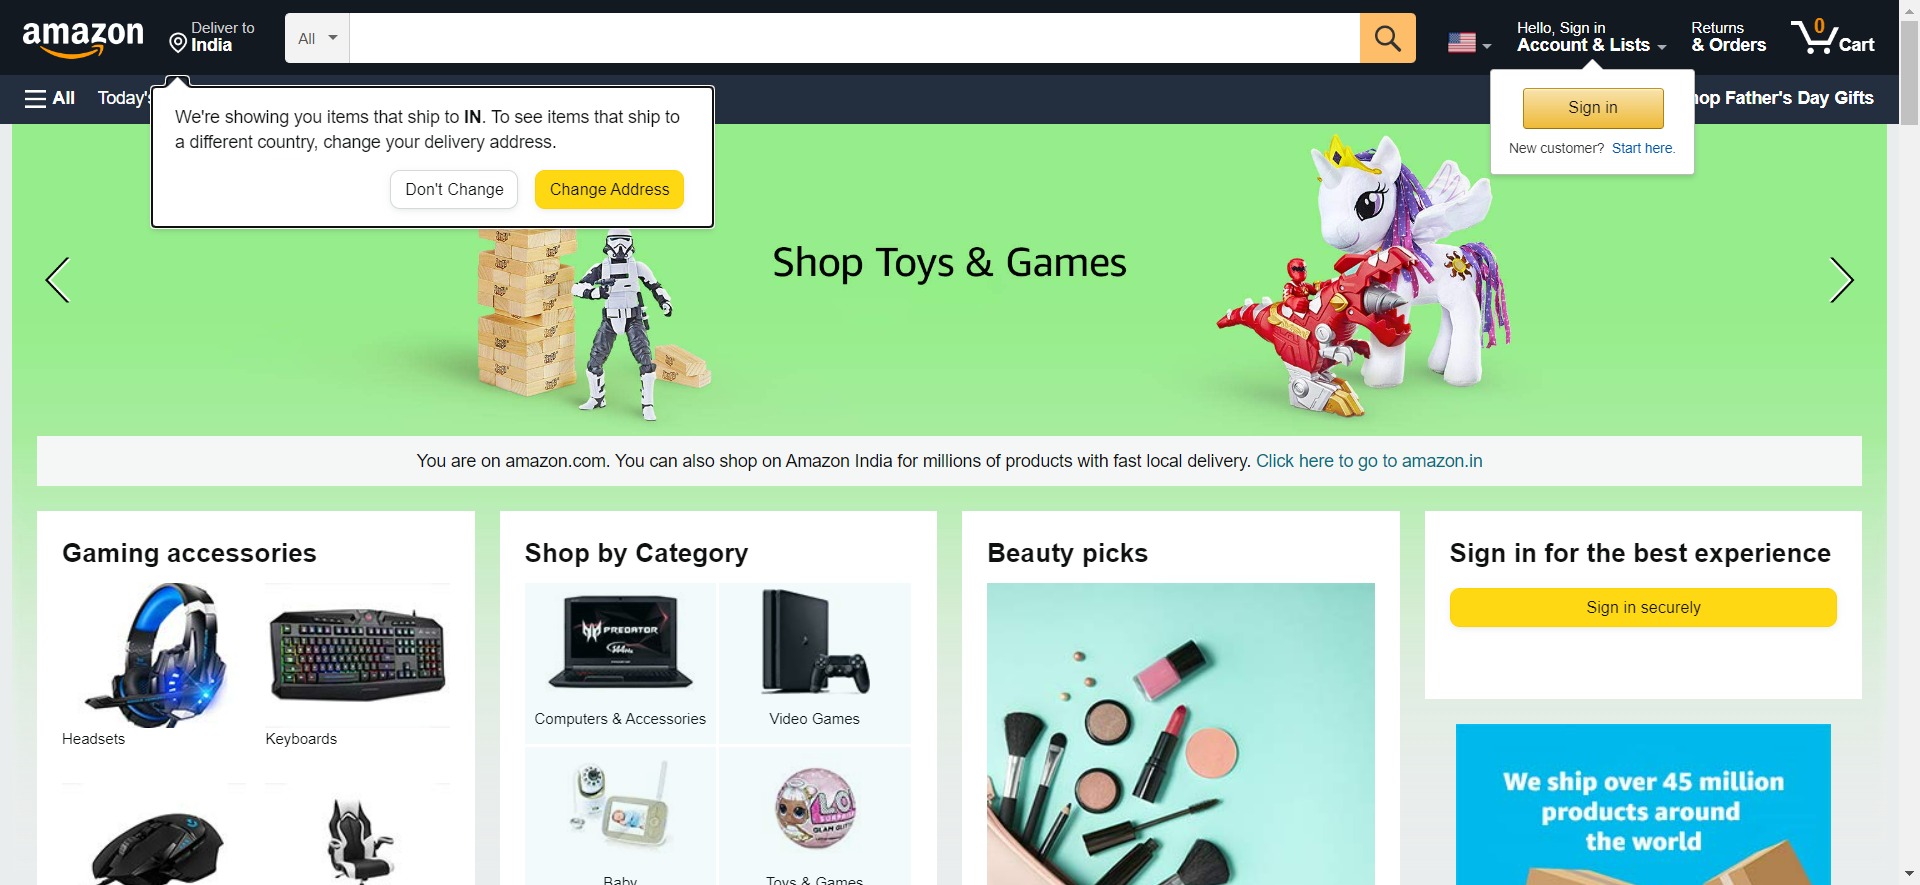 amazon
Deliver to
India
All
Hello, Sign in
Account & Lists
Returns
& Orders
0
Cart
All
Today's
op Father's Day Gifts
We're showing you items that ship to IN. To see items that ship to
a different country, change your delivery address.
Don't Change
Change Address
Sign in
New customer? Start here.
Shop Toys & Games
You are on amazon.com. You can also shop on Amazon India for millions of products with fast local delivery. Click here to go to amazon.in
Gaming accessories
Headsets
Keyboards
Shop by Category
PREDATOR
144Hz
Computers & Accessories
Video Games
L.O.L
SURPRISE
GLAM GLITTER
Baby
Toys & Games
Beauty picks
Sign in for the best experience
Sign in securely
We ship over 45 million
products around
the world